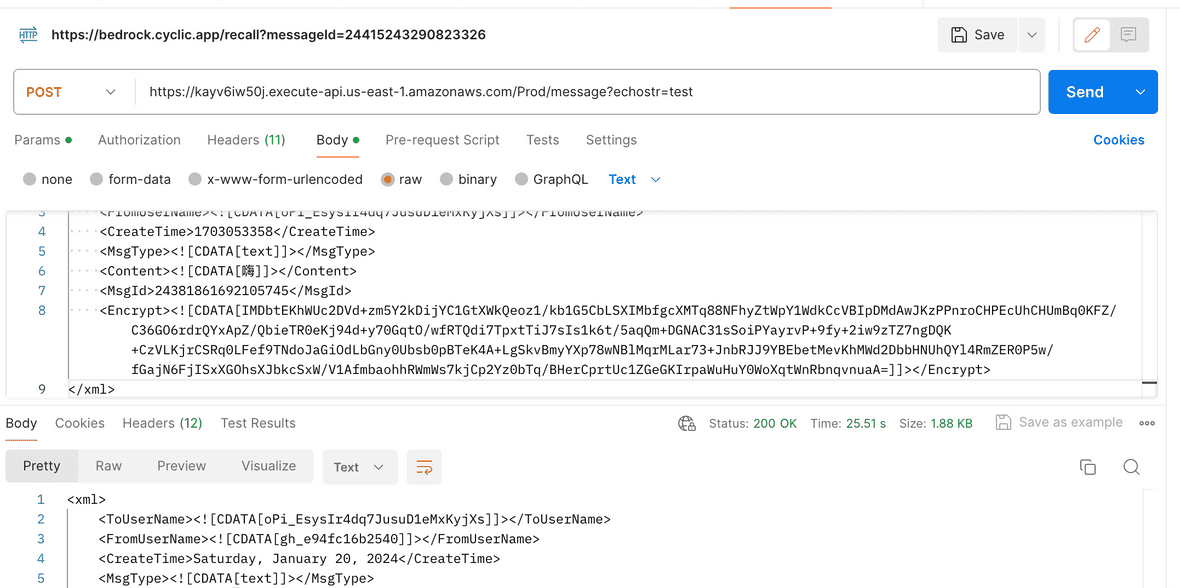 HTTP https://bedrock.cyclic.app/recall?messageId=24415243290823326 Save
POST https://kayv6iw50j.execute-api.us-east-1.amazonaws.com/Prod/message?echostr=test Send
Params Authorization Headers (11) Body Pre-request Script Tests Settings Cookies
none form-data x-www-form-urlencoded raw binary GraphQL Text
3 <FromUserName><![CDATA[oPi_EsysIr4dq7JusuD1eMxKyjXs]]></FromUserName>
4 <CreateTime>1703053358</CreateTime>
5 <MsgType><![CDATA[text]]></MsgType>
6 <Content><![CDATA[嗨]]></Content>
7 <MsgId>24381861692105745</MsgId>
8 <Encrypt><![CDATA[IMDbtEKhWUc2DVd+zm5Y2kDijYC1GtXWkQeoz1/kb1G5CbLSXIMbfgcXMTq88NFhyZtWpY1WdkCcVBIpDMdAwJKzPPnroCHPEcUhCHUmBq0KFZ/
C36GO6rdrQYxApZ/QbieTR0eKj94d+y70GqtO/wfRTQdi7TpxtTiJ7sIs1k6t/5aqQm+DGNAC31sSoiPYayrvP+9fy+2iw9zTZ7ngDQK
+CzVLKjrCSRq0LFef9TNdoJaGiOdLbGny0Ubsb0pBTeK4A+LgSkvBmyYXp78wNBlMqrMLar73+JnbRJJ9YBEbetMevKhMWd2DbbHNUhQYl4RmZER0P5w/
fGajN6FjISxXGOhsXJbkcSxW/V1AfmbaohhRWmWs7kjCp2Yz0bTq/BHerCprtUc1ZGeGKIrpaWuHuY0WoXqtWnRbnqvnuaA=]]></Encrypt>
9 </xml>
Body Cookies Headers (12) Test Results Status: 200 OK Time: 25.51 s Size: 1.88 KB Save as example
Pretty Raw Preview Visualize Text
1 <xml>
2 <ToUserName><![CDATA[oPi_EsysIr4dq7JusuD1eMxKyjXs]]></ToUserName>
3 <FromUserName><![CDATA[gh_e94fc16b2540]]></FromUserName>
4 <CreateTime>Saturday, January 20, 2024</CreateTime>
5 <MsgType><![CDATA[text]]></MsgType>